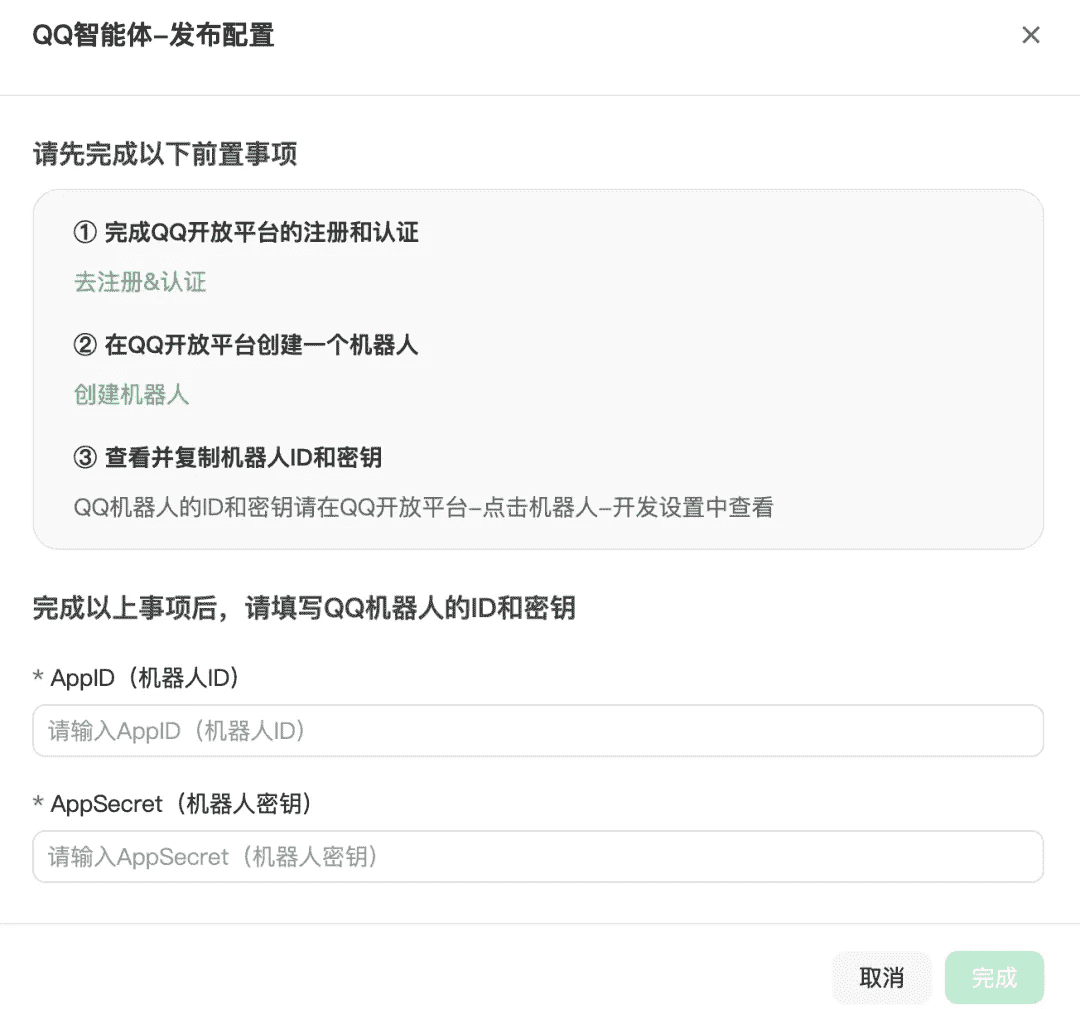 QQ智能体–发布配置
请先完成以下前置事项
① 完成QQ开放平台的注册和认证
去注册&认证
② 在QQ开放平台创建一个机器人
创建机器人
③ 查看并复制机器人ID和密钥
QQ机器人的ID和密钥请在QQ开放平台–点击机器人–开发设置中查看
完成以上事项后，请填写QQ机器人的ID和密钥
* AppID（机器人ID）
请输入AppID（机器人ID）
* AppSecret（机器人密钥）
请输入AppSecret（机器人密钥）
取消 完成